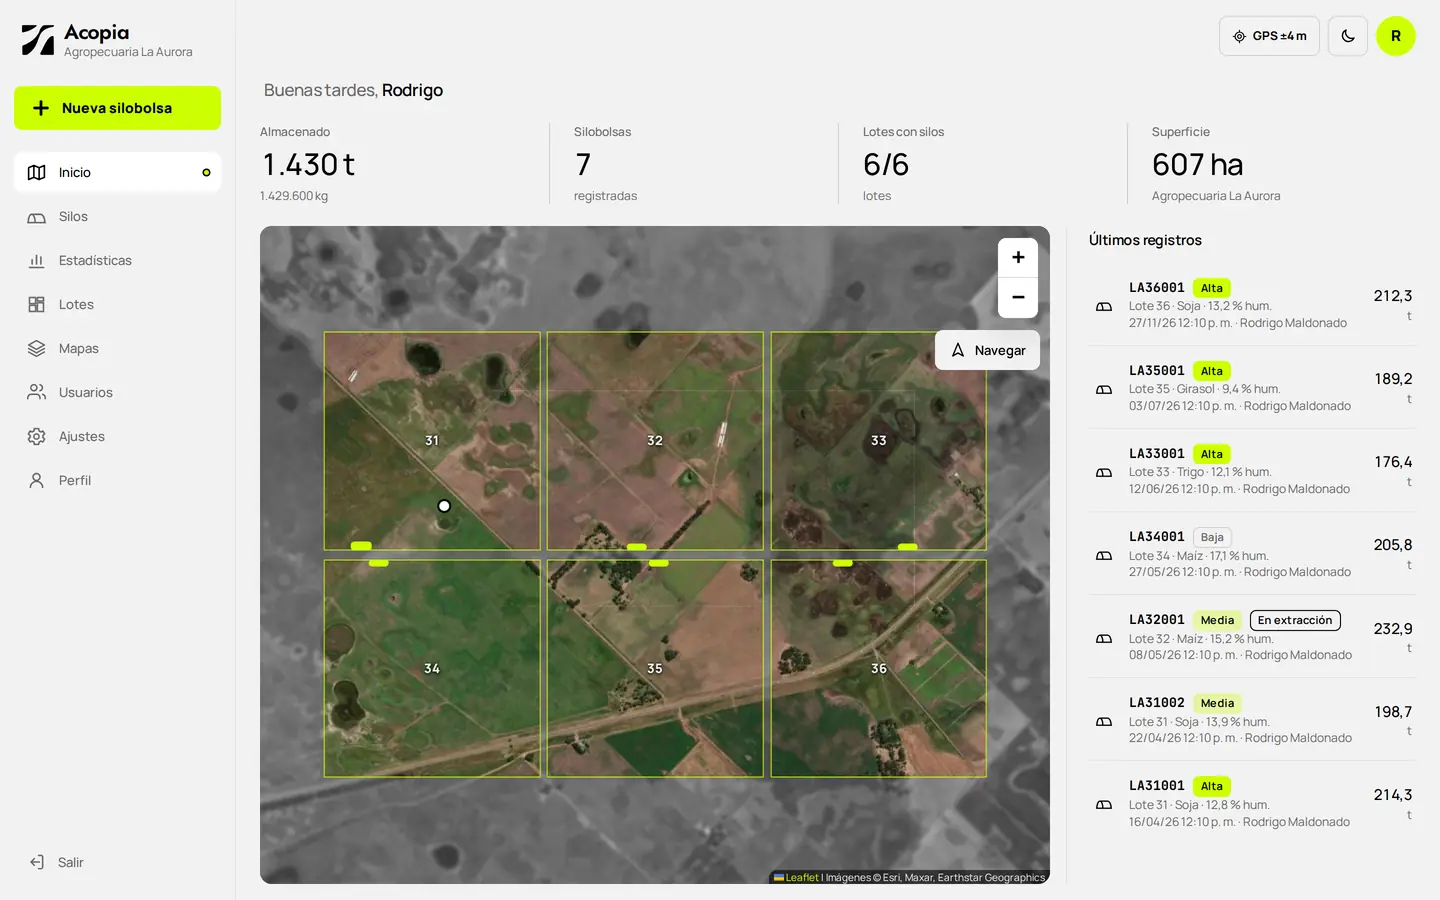 Acopia
Agropecuaria La Aurora
GPS ±4 m
R
Nueva silobolsa
Inicio
Silos
Estadísticas
Lotes
Mapas
Usuarios
Ajustes
Perfil
Salir
Buenas tardes, Rodrigo
Almacenado
1.430 t
1.429.600 kg
Silobolsas
7
registradas
Lotes con silos
6/6
lotes
Superficie
607 ha
Agropecuaria La Aurora
+
−
Navegar
31
32
33
34
35
36
Leaflet | Imágenes © Esri, Maxar, Earthstar Geographics
Últimos registros
LA36001 Alta
Lote 36 · Soja · 13,2 % hum.
27/11/26 12:10 p. m. · Rodrigo Maldonado
212,3
t
LA35001 Alta
Lote 35 · Girasol · 9,4 % hum.
03/07/26 12:10 p. m. · Rodrigo Maldonado
189,2
t
LA33001 Alta
Lote 33 · Trigo · 12,1 % hum.
12/06/26 12:10 p. m. · Rodrigo Maldonado
176,4
t
LA34001 Baja
Lote 34 · Maíz · 17,1 % hum.
27/05/26 12:10 p. m. · Rodrigo Maldonado
205,8
t
LA32001 Media En extracción
Lote 32 · Maíz · 15,2 % hum.
08/05/26 12:10 p. m. · Rodrigo Maldonado
232,9
t
LA31002 Media
Lote 31 · Soja · 13,9 % hum.
22/04/26 12:10 p. m. · Rodrigo Maldonado
198,7
t
LA31001 Alta
Lote 31 · Soja · 12,8 % hum.
16/04/26 12:10 p. m. · Rodrigo Maldonado
214,3
t